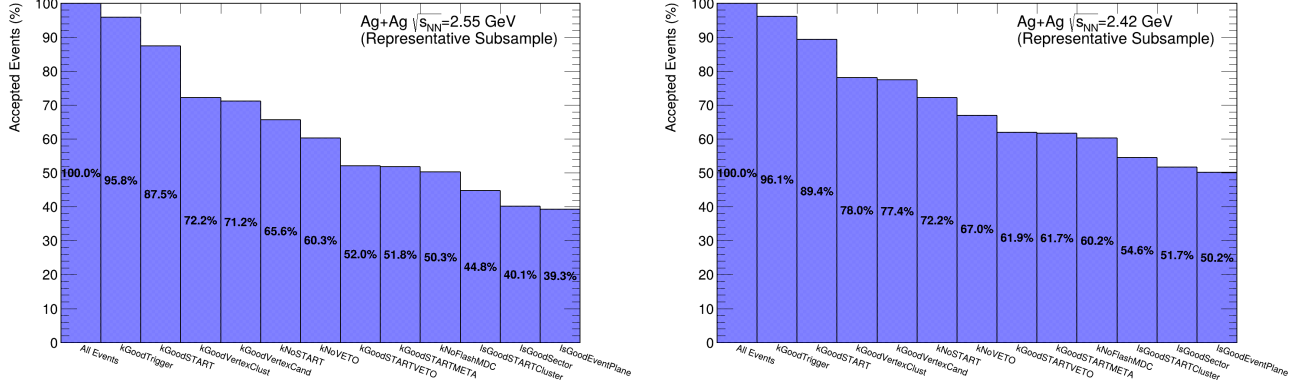 Accepted Events (%)
100
90
80
70
60
50
40
30
20
10
0
Ag+Ag √sNN=2.55 GeV
(Representative Subsample)
100.0%
95.8%
87.5%
72.2%
71.2%
65.6%
60.3%
52.0%
51.8%
50.3%
44.8%
40.1%
39.3%
All Events
kGoodTrigger
kGoodSTART
kGoodVertexClust
kGoodVertexCand
kNoSTART
kNoVETO
kGoodSTARTVETO
kGoodSTARTMETA
kNoFlashMDC
IsGoodSTARTCluster
IsGoodSector
IsGoodEventPlane
Accepted Events (%)
100
90
80
70
60
50
40
30
20
10
0
Ag+Ag √sNN=2.42 GeV
(Representative Subsample)
100.0%
96.1%
89.4%
78.0%
77.4%
72.2%
67.0%
61.9%
61.7%
60.2%
54.6%
51.7%
50.2%
All Events
kGoodTrigger
kGoodSTART
kGoodVertexClust
kGoodVertexCand
kNoSTART
kNoVETO
kGoodSTARTVETO
kGoodSTARTMETA
kNoFlashMDC
IsGoodSTARTCluster
IsGoodSector
IsGoodEventPlane